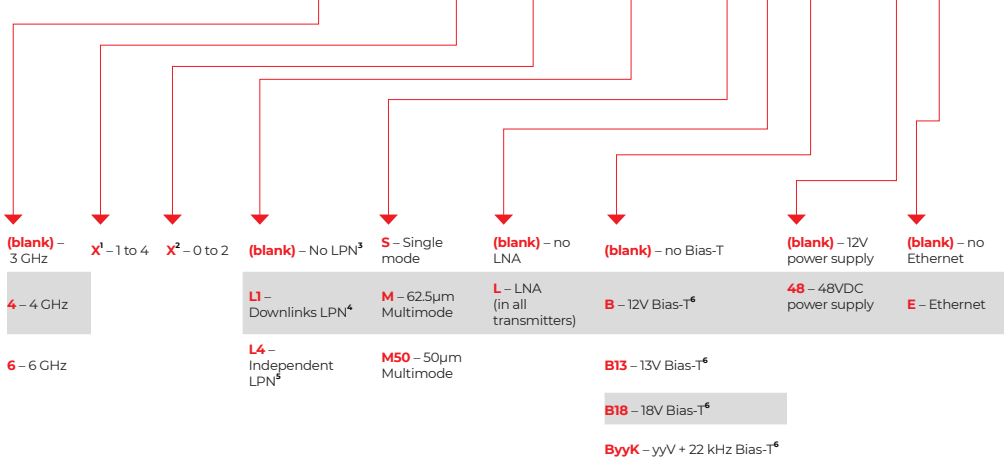 (blank) –
3 GHz
X¹ – 1 to 4
X² – 0 to 2
(blank) – No LPN³
S – Single
mode
(blank) – no
LNA
(blank) – no Bias-T
(blank) – 12V
power supply
(blank) – no
Ethernet
4 – 4 GHz
L1 –
Downlinks LPN⁴
M – 62.5µm
Multimode
L – LNA
(in all
transmitters)
B – 12V Bias-T⁶
48 – 48VDC
power supply
E – Ethernet
6 – 6 GHz
L4 –
Independent
LPN⁵
M50 – 50µm
Multimode
B13 – 13V Bias-T⁶
B18 – 18V Bias-T⁶
ByyK – yyV + 22 kHz Bias-T⁶